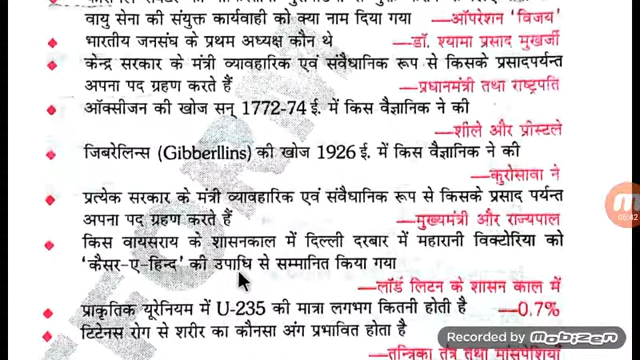 वायु सेना की संयुक्त कार्यवाही को क्या नाम दिया गया —ऑपरेशन 'विजय'
भारतीय जनसंघ के प्रथम अध्यक्ष कौन थे —डॉ. श्यामा प्रसाद मुखर्जी
केन्द्र सरकार के मंत्री व्यावहारिक एवं संवैधानिक रूप से किसके प्रसादपर्यन्त
अपना पद ग्रहण करते हैं —प्रधानमंत्री तथा राष्ट्रपति
ऑक्सीजन की खोज सन् 1772-74 ई. में किस वैज्ञानिक ने की
—शीले और प्रीस्टले
जिबरेलिन्स (Gibberllins) की खोज 1926 ई. में किस वैज्ञानिक ने की
—कुरोसावा ने
प्रत्येक सरकार के मंत्री व्यावहारिक एवं संवैधानिक रूप से किसके प्रसाद पर्यन्त
अपना पद ग्रहण करते हैं —मुख्यमंत्री और राज्यपाल
06:42
किस वायसराय के शासनकाल में दिल्ली दरबार में महारानी विक्टोरिया को
'कैसर-ए-हिन्द' की उपाधि से सम्मानित किया गया
—लॉर्ड लिटन के शासन काल में
प्राकृतिक यूरेनियम में U-235 की मात्रा लगभग कितनी होती है —0.7%
टिटेनस रोग से शरीर का कौनसा अंग प्रभावित होता है
Recorded by mobizen
—तन्त्रिका तंत्र तथा मांसपेशियाँ